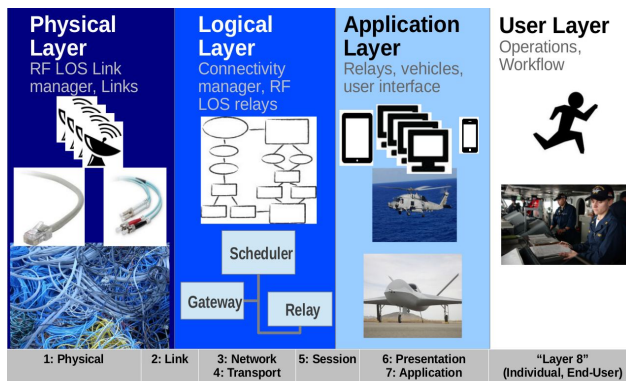 Physical
Layer
RF LOS Link
manager, Links
Logical
Layer
Connectivity
manager, RF
LOS relays
Application
Layer
Relays, vehicles,
user interface
User Layer
Operations,
Workflow
Scheduler
Gateway
Relay
1: Physical
2: Link
3: Network
4: Transport
5: Session
6: Presentation
7: Application
“Layer 8”
(Individual, End-User)